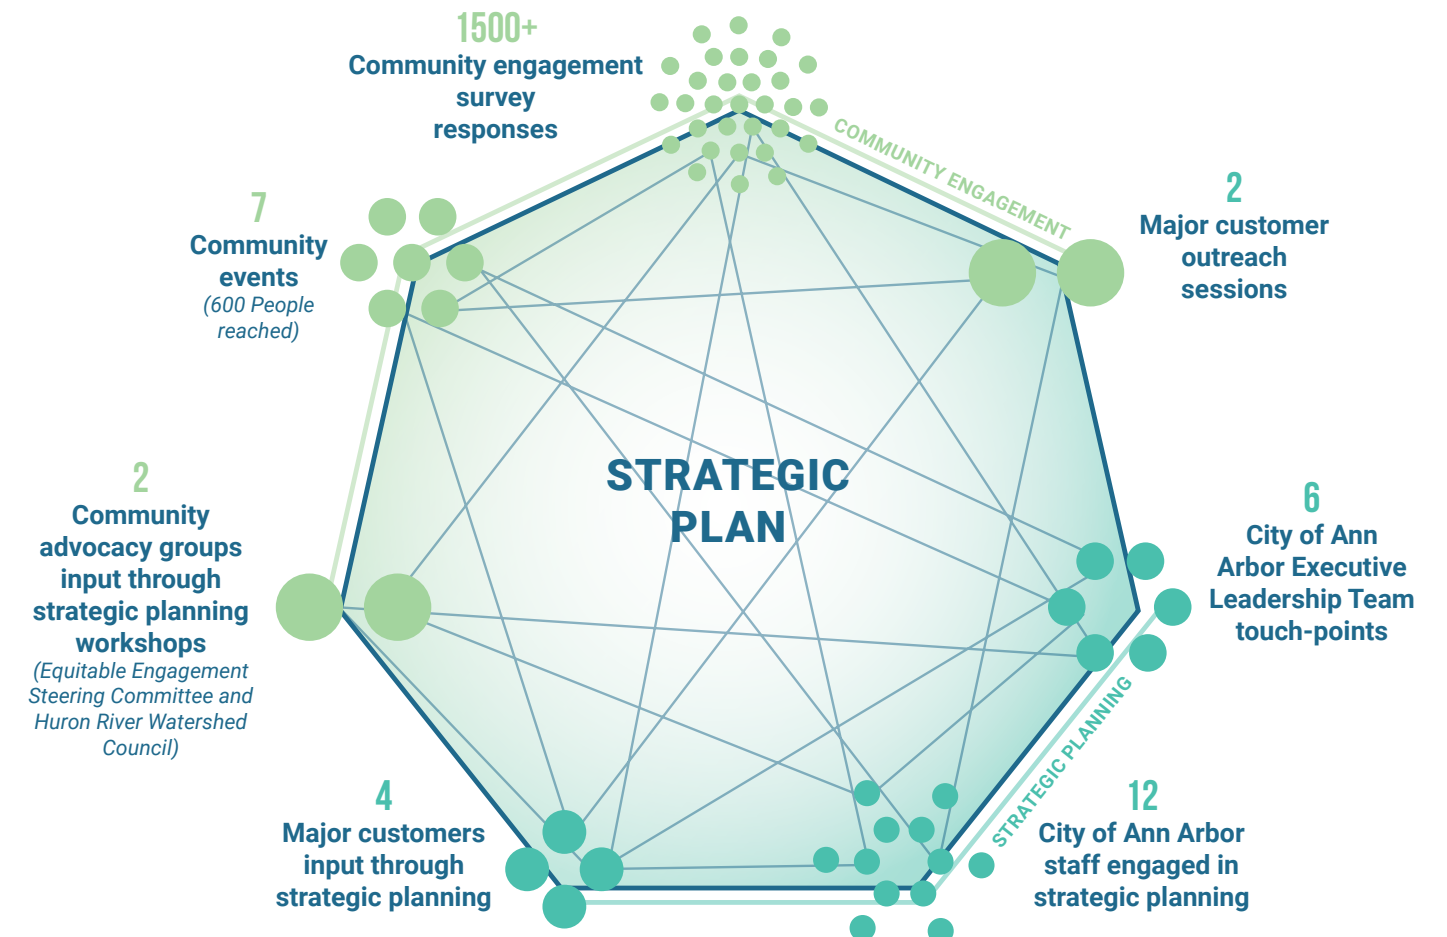 1500+
Community engagement
survey
responses
COMMUNITY ENGAGEMENT
2
Major customer
outreach
sessions
7
Community
events
(600 People
reached)
STRATEGIC
PLAN
2
Community
advocacy groups
input through
strategic planning
workshops
(Equitable Engagement
Steering Committee and
Huron River Watershed
Council)
6
City of Ann
Arbor Executive
Leadership Team
touch-points
STRATEGIC PLANNING
4
Major customers
input through
strategic planning
12
City of Ann Arbor
staff engaged in
strategic planning